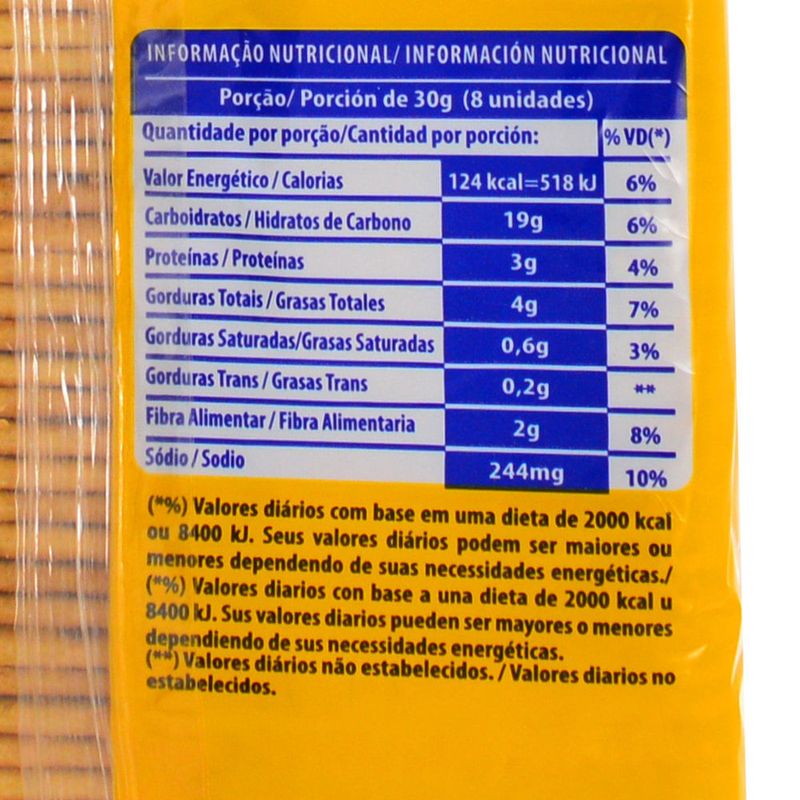 INFORMAÇÃO NUTRICIONAL/ INFORMACIÓN NUTRICIONAL
Porção/ Porción de 30g (8 unidades)
Quantidade por porção/Cantidad por porción: % VD(*)
Valor Energético / Calorias 124 kcal=518 kJ 6%
Carboidratos / Hidratos de Carbono 19g 6%
Proteínas / Proteínas 3g 4%
Gorduras Totais / Grasas Totales 4g 7%
Gorduras Saturadas/Grasas Saturadas 0,6g 3%
Gorduras Trans / Grasas Trans 0,2g **
Fibra Alimentar / Fibra Alimentaria 2g 8%
Sódio / Sodio 244mg 10%
(*%) Valores diários com base em uma dieta de 2000 kcal
ou 8400 kJ. Seus valores diários podem ser maiores ou
menores dependendo de suas necessidades energéticas./
(*%) Valores diarios con base a una dieta de 2000 kcal u
8400 kJ. Sus valores diarios pueden ser mayores o menores
dependiendo de sus necessidades energéticas.
(**) Valores diários não estabelecidos. / Valores diarios no
estabelecidos.